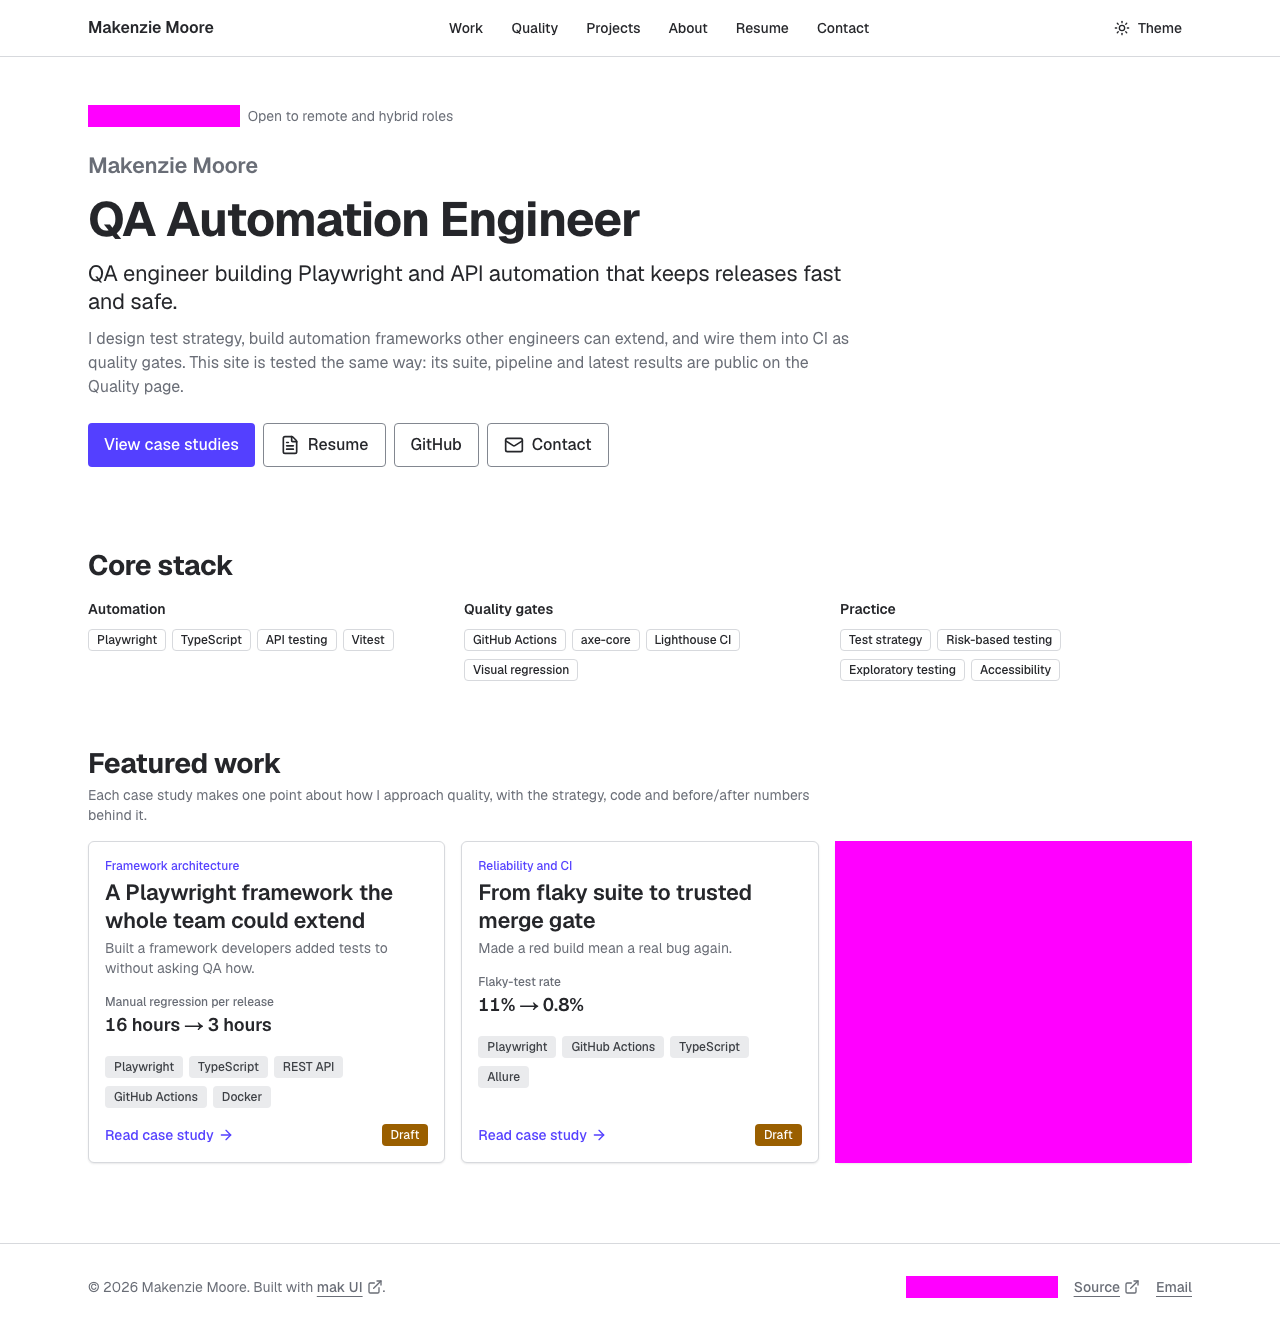 Makenzie Moore
Work Quality Projects About Resume Contact
Theme
Open to remote and hybrid roles
Makenzie Moore
QA Automation Engineer
QA engineer building Playwright and API automation that keeps releases fast
and safe.
I design test strategy, build automation frameworks other engineers can extend, and wire them into CI as
quality gates. This site is tested the same way: its suite, pipeline and latest results are public on the
Quality page.
View case studies
Resume
GitHub
Contact
Core stack
Automation
Playwright TypeScript API testing Vitest
Quality gates
GitHub Actions axe-core Lighthouse CI
Visual regression
Practice
Test strategy Risk-based testing
Exploratory testing Accessibility
Featured work
Each case study makes one point about how I approach quality, with the strategy, code and before/after numbers
behind it.
Framework architecture
A Playwright framework the
whole team could extend
Built a framework developers added tests to
without asking QA how.
Manual regression per release
16 hours → 3 hours
Playwright TypeScript REST API
GitHub Actions Docker
Read case study →
Draft
Reliability and CI
From flaky suite to trusted
merge gate
Made a red build mean a real bug again.
Flaky-test rate
11% → 0.8%
Playwright GitHub Actions TypeScript
Allure
Read case study →
Draft
© 2026 Makenzie Moore. Built with mak UI.
Source
Email